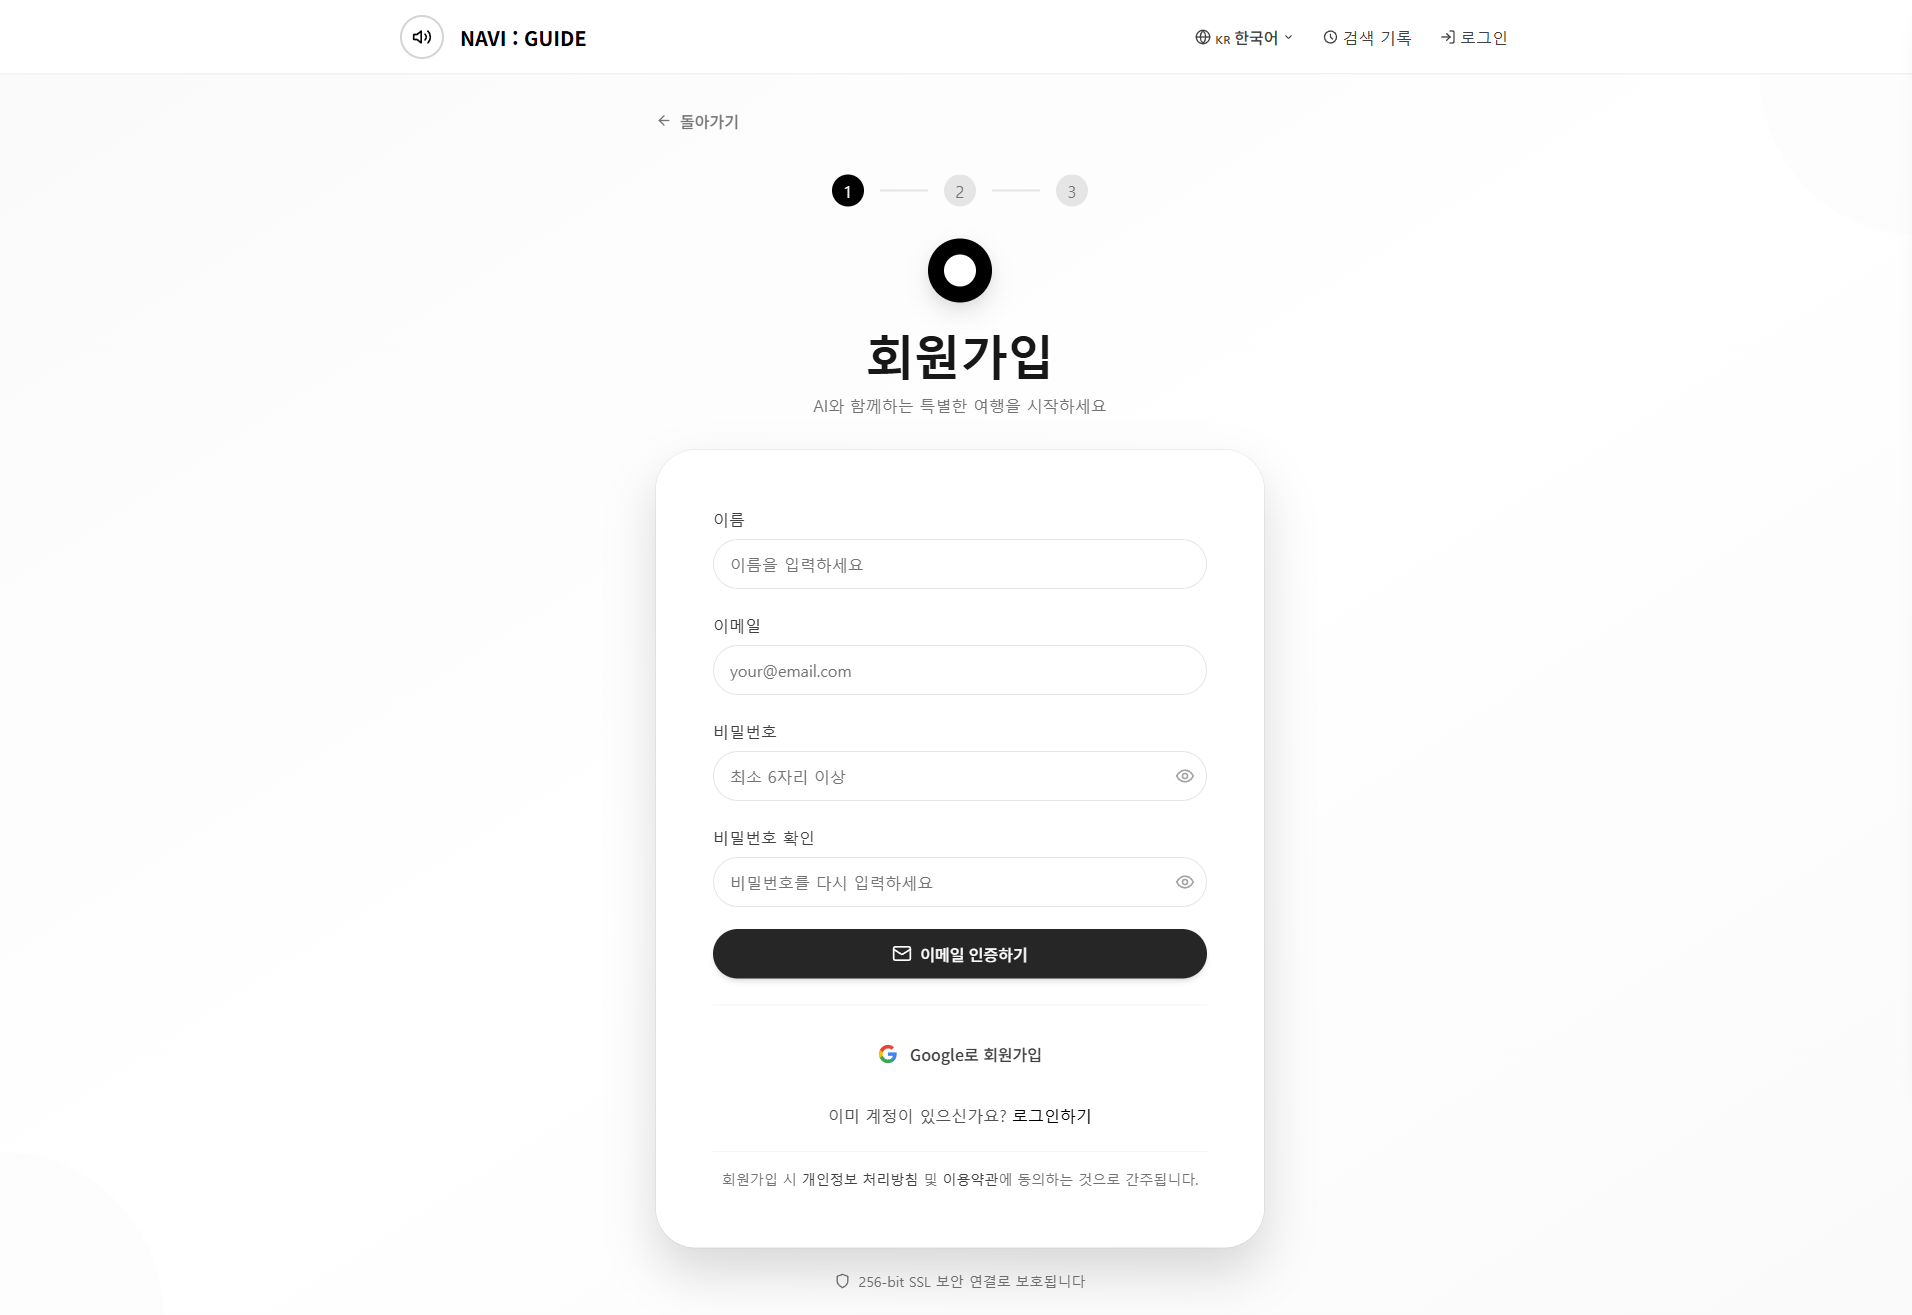 NAVI : GUIDE
KR 한국어
검색 기록
로그인
돌아가기
1
2
3
회원가입
AI와 함께하는 특별한 여행을 시작하세요
이름
이름을 입력하세요
이메일
your@email.com
비밀번호
최소 6자리 이상
비밀번호 확인
비밀번호를 다시 입력하세요
이메일 인증하기
Google로 회원가입
이미 계정이 있으신가요? 로그인하기
회원가입 시 개인정보 처리방침 및 이용약관에 동의하는 것으로 간주됩니다.
256-bit SSL 보안 연결로 보호됩니다